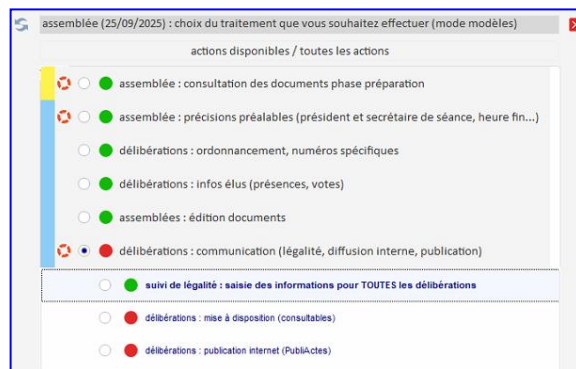 assemblée (25/09/2025) : choix du traitement que vous souhaitez effectuer (mode modèles)
actions disponibles / toutes les actions
assemblée : consultation des documents phase préparation
assemblée : précisions préalables (président et secrétaire de séance, heure fin...)
délibérations : ordonnancement, numéros spécifiques
délibérations : infos élus (présences, votes)
assemblées : édition documents
délibérations : communication (légalité, diffusion interne, publication)
suivi de légalité : saisie des informations pour TOUTES les délibérations
délibérations : mise à disposition (consultables)
délibérations : publication internet (PubliActes)